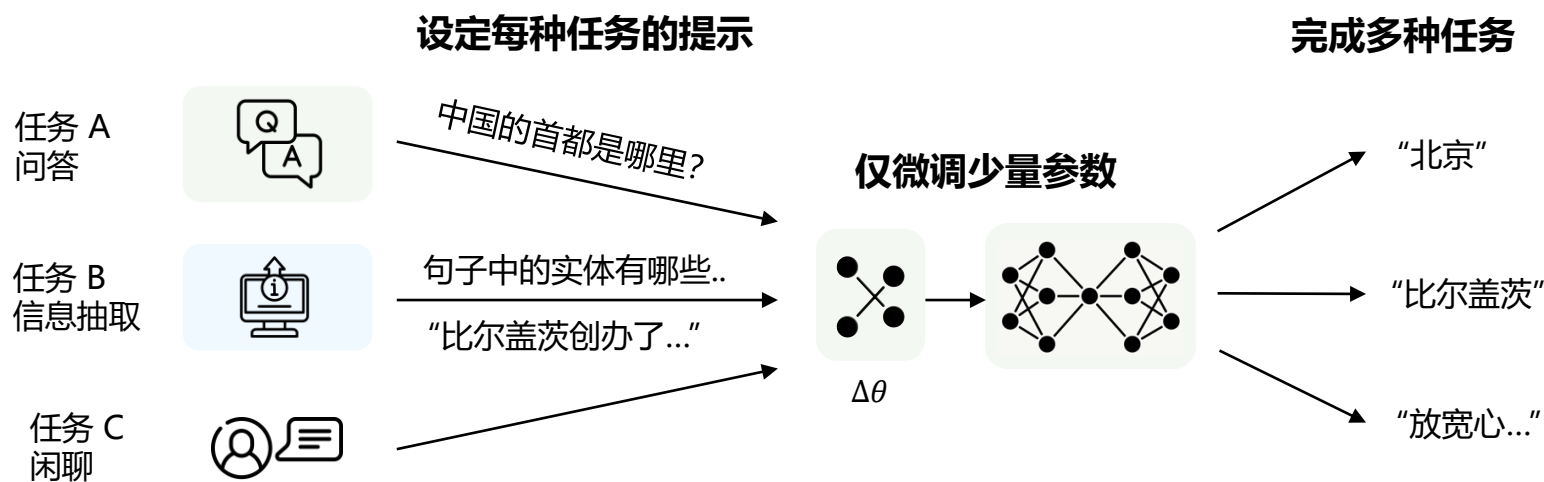 设定每种任务的提示
完成多种任务
任务 A
问答
Q
A
中国的首都是哪里?
仅微调少量参数
“北京”
任务 B
信息抽取
i
句子中的实体有哪些..
“比尔盖茨创办了...”
“比尔盖茨”
Δθ
任务 C
闲聊
“放宽心...”